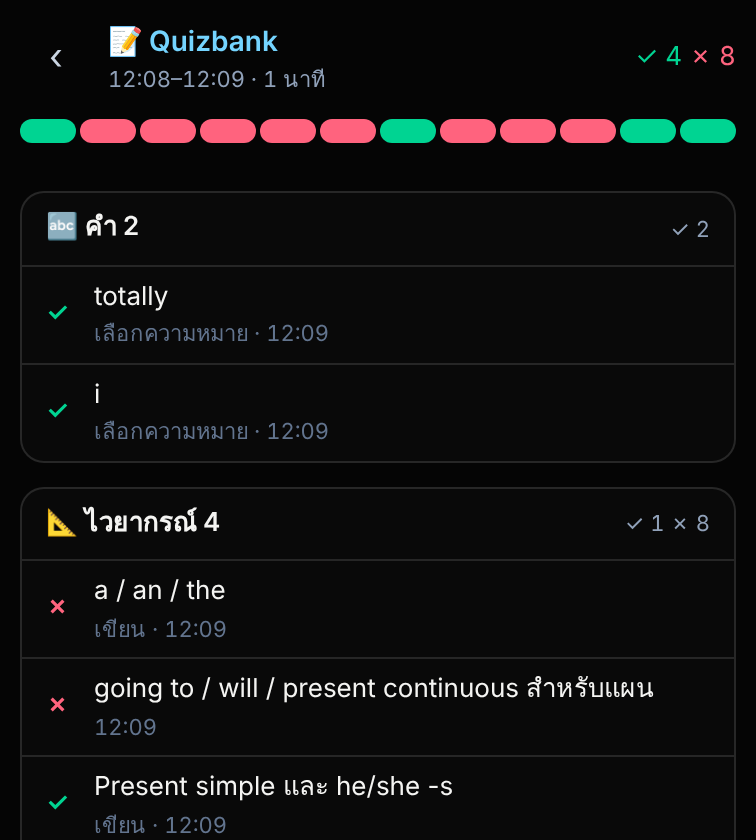 📝 Quizbank
12:08–12:09 · 1 นาที
✓ 4 × 8
🔤 คำ 2
✓ 2
totally
เลือกความหมาย · 12:09
i
เลือกความหมาย · 12:09
📐 ไวยากรณ์ 4
✓ 1 × 8
a / an / the
เขียน · 12:09
going to / will / present continuous สำหรับแผน
12:09
Present simple และ he/she -s
เขียน · 12:09